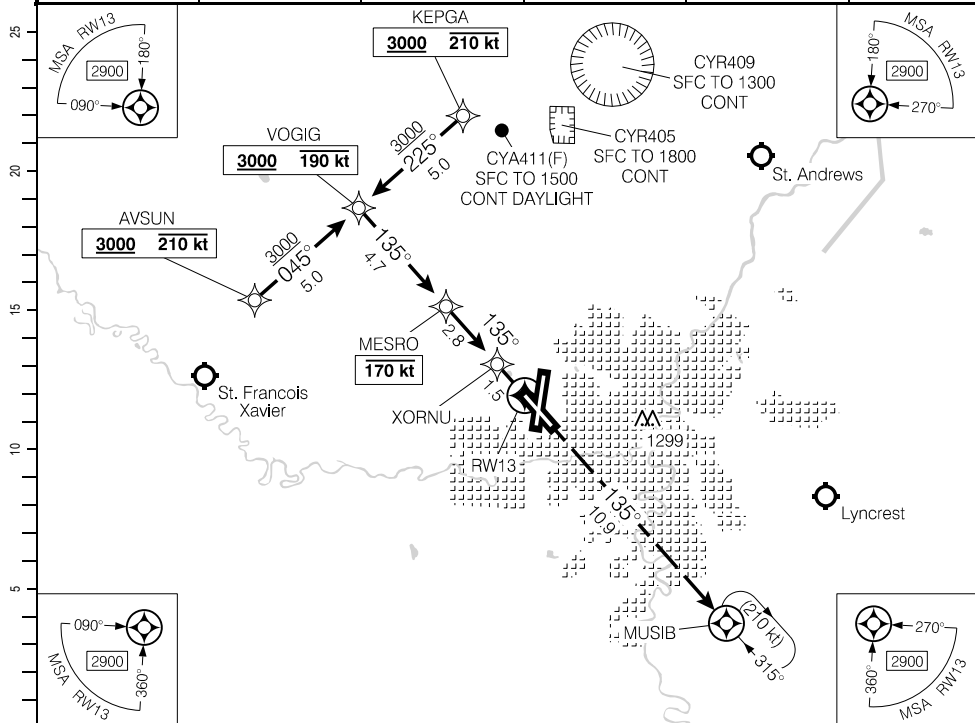 25
20
15
10
5
MSA RW13
2900
180°
090°
MSA RW13
2900
180°
270°
KEPGA
3000 210 kt
CYR409
SFC TO 1300
CONT
VOGIG
3000 190 kt
3000
225°
5.0
CYA411(F)
SFC TO 1500
CONT DAYLIGHT
CYR405
SFC TO 1800
CONT
St. Andrews
AVSUN
3000 210 kt
3000
045°
5.0
135°
4.7
MESRO
170 kt
2.8
135°
St. Francois
Xavier
XORNU
1.5
RW13
1299
135°
10.9
Lyncrest
MUSIB
(210 kt)
315°
090°
2900
360°
MSA RW13
270°
2900
360°
MSA RW13